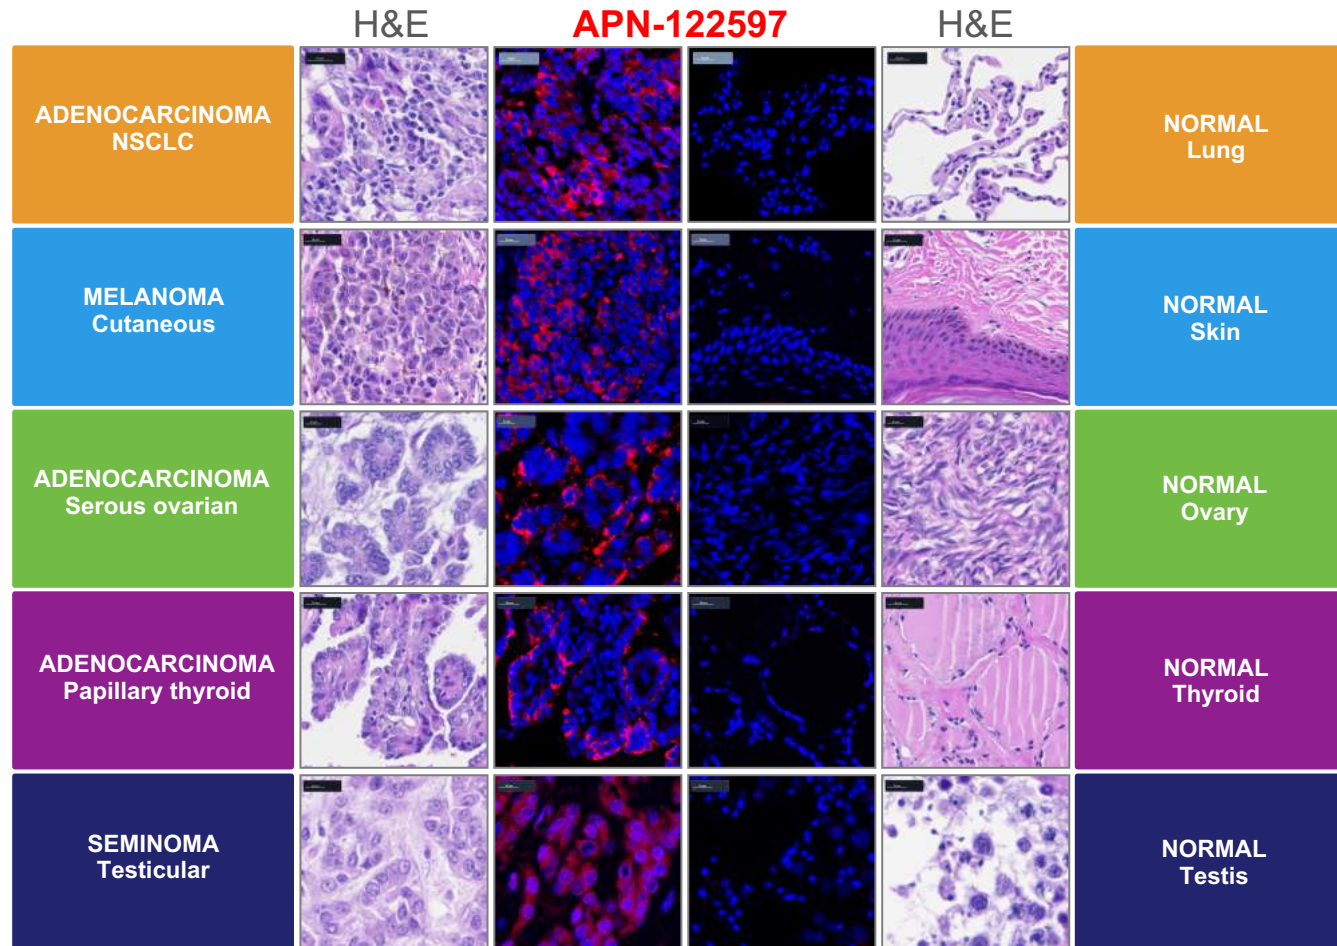 H&E
APN-122597
H&E
ADENOCARCINOMA
NSCLC
NORMAL
Lung
MELANOMA
Cutaneous
NORMAL
Skin
ADENOCARCINOMA
Serous ovarian
NORMAL
Ovary
ADENOCARCINOMA
Papillary thyroid
NORMAL
Thyroid
SEMINOMA
Testicular
NORMAL
Testis